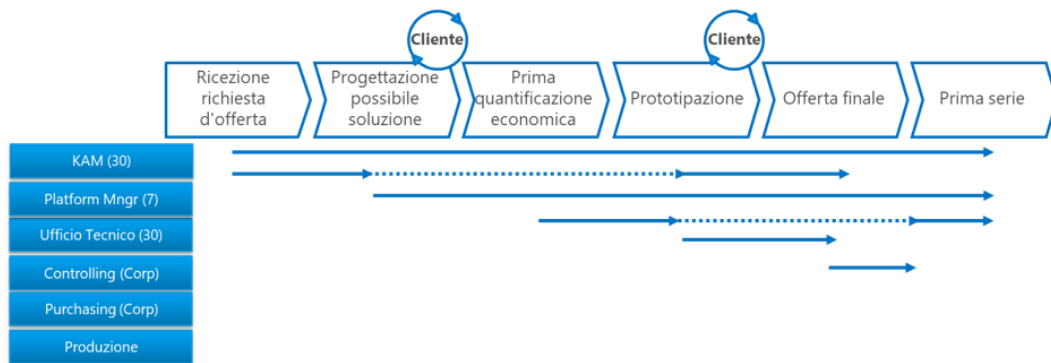 Cliente
Cliente
Ricezione
richiesta
d'offerta
Progettazione
possibile
soluzione
Prima
quantificazione
economica
Prototipazione
Offerta finale
Prima serie
KAM (30)
Platform Mngr (7)
Ufficio Tecnico (30)
Controlling (Corp)
Purchasing (Corp)
Produzione